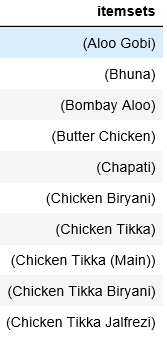 itemsets
(Aloo Gobi)
(Bhuna)
(Bombay Aloo)
(Butter Chicken)
(Chapati)
(Chicken Biryani)
(Chicken Tikka)
(Chicken Tikka (Main))
(Chicken Tikka Biryani)
(Chicken Tikka Jalfrezi)